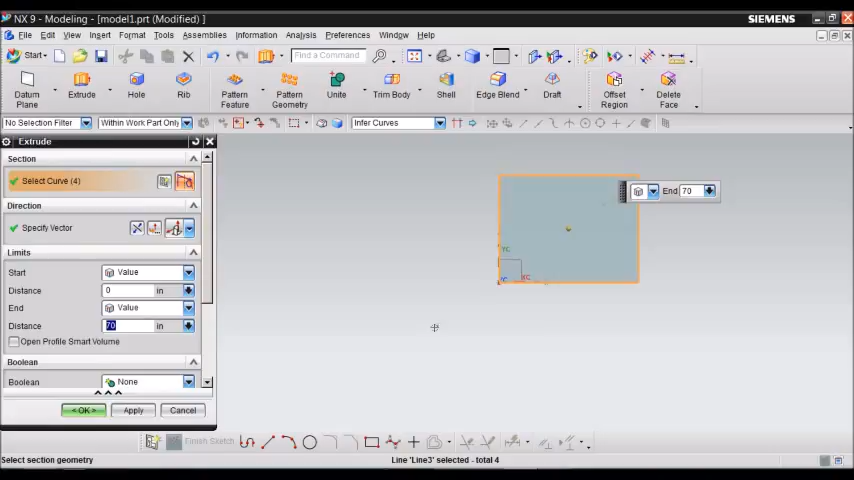 NX 9 - Modeling - [model1.prt (Modified) ]
SIEMENS
File Edit View Insert Format Tools Assemblies Information Analysis Preferences Window Help
Start
Find a Command
Datum Plane
Extrude
Hole
Rib
Pattern Feature
Pattern Geometry
Unite
Trim Body
Shell
Edge Blend
Draft
Offset Region
Delete Face
No Selection Filter
Within Work Part Only
Infer Curves
Extrude
Section
Select Curve (4)
Direction
Specify Vector
Limits
Start Value
Distance 0 in
End Value
Distance 70 in
Open Profile Smart Volume
Boolean
Boolean None
< OK > Apply Cancel
End 70
YC
XC
Finish Sketch
Select section geometry
Line 'Line3' selected - total 4